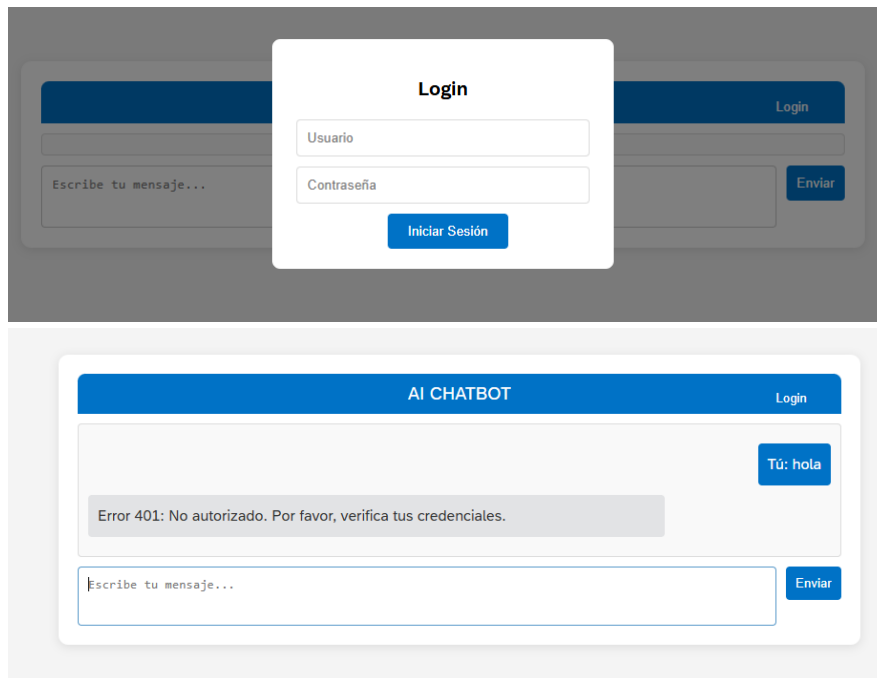 Login
Login
Usuario
Contraseña
Escribe tu mensaje...
Enviar
Iniciar Sesión
AI CHATBOT
Login
Tú: hola
Error 401: No autorizado. Por favor, verifica tus credenciales.
Escribe tu mensaje...
Enviar